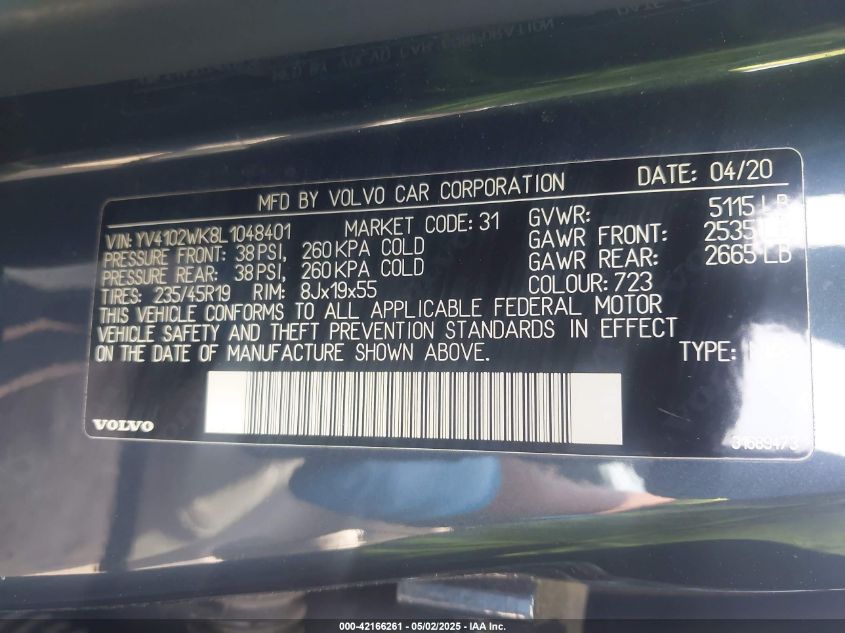 MFD BY VOLVO CAR CORPORATION DATE: 04/20
VIN: YV4102WK8L1048401 MARKET CODE: 31 GVWR: 5115 LB
PRESSURE FRONT: 38 PSI, 260 KPA COLD GAWR FRONT: 2535 LB
PRESSURE REAR: 38 PSI, 260 KPA COLD GAWR REAR: 2665 LB
TIRES: 235/45R19 RIM: 8Jx19x55 COLOUR: 723
THIS VEHICLE CONFORMS TO ALL APPLICABLE FEDERAL MOTOR
VEHICLE SAFETY AND THEFT PREVENTION STANDARDS IN EFFECT
ON THE DATE OF MANUFACTURE SHOWN ABOVE. TYPE:
VOLVO 31689473
000-42166261 - 05/02/2025 - IAA Inc.